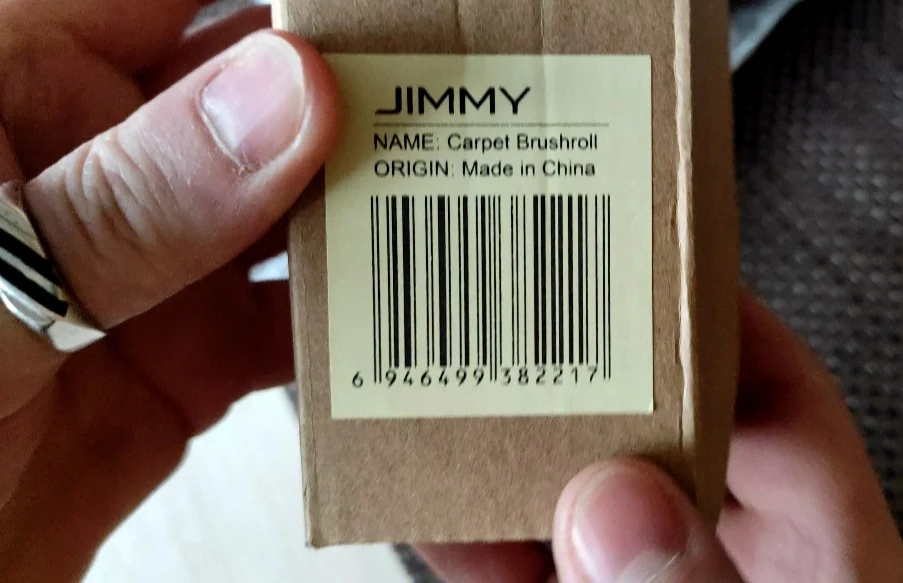 JIMMY
NAME: Carpet Brushroll
ORIGIN: Made in China
6 946499 382217